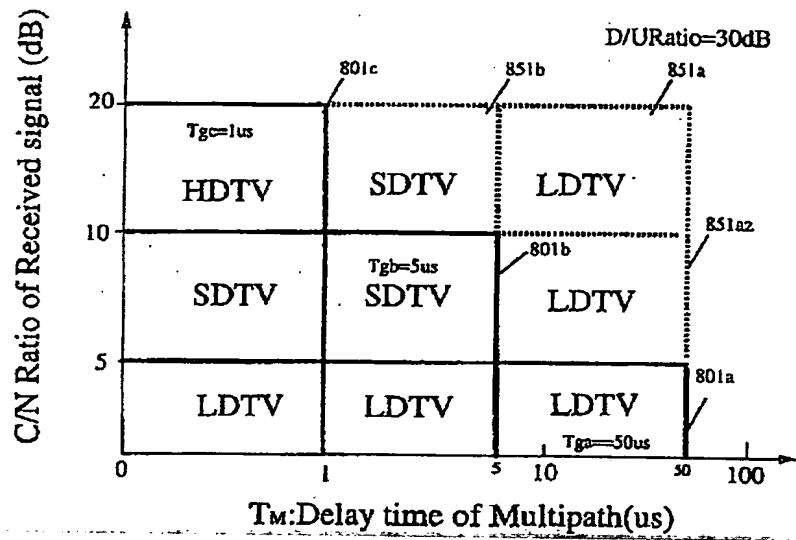 D/URatio=30dB
801c
851b
851a
20
Tgc=1us
HDTV
SDTV
LDTV
10
851az
Tgb=5us
801b
SDTV
SDTV
LDTV
5
801a
LDTV
LDTV
LDTV
Tga=50us
0
1
5
10
50
100
C/N Ratio of Received signal (dB)
TM:Delay time of Multipath(us)